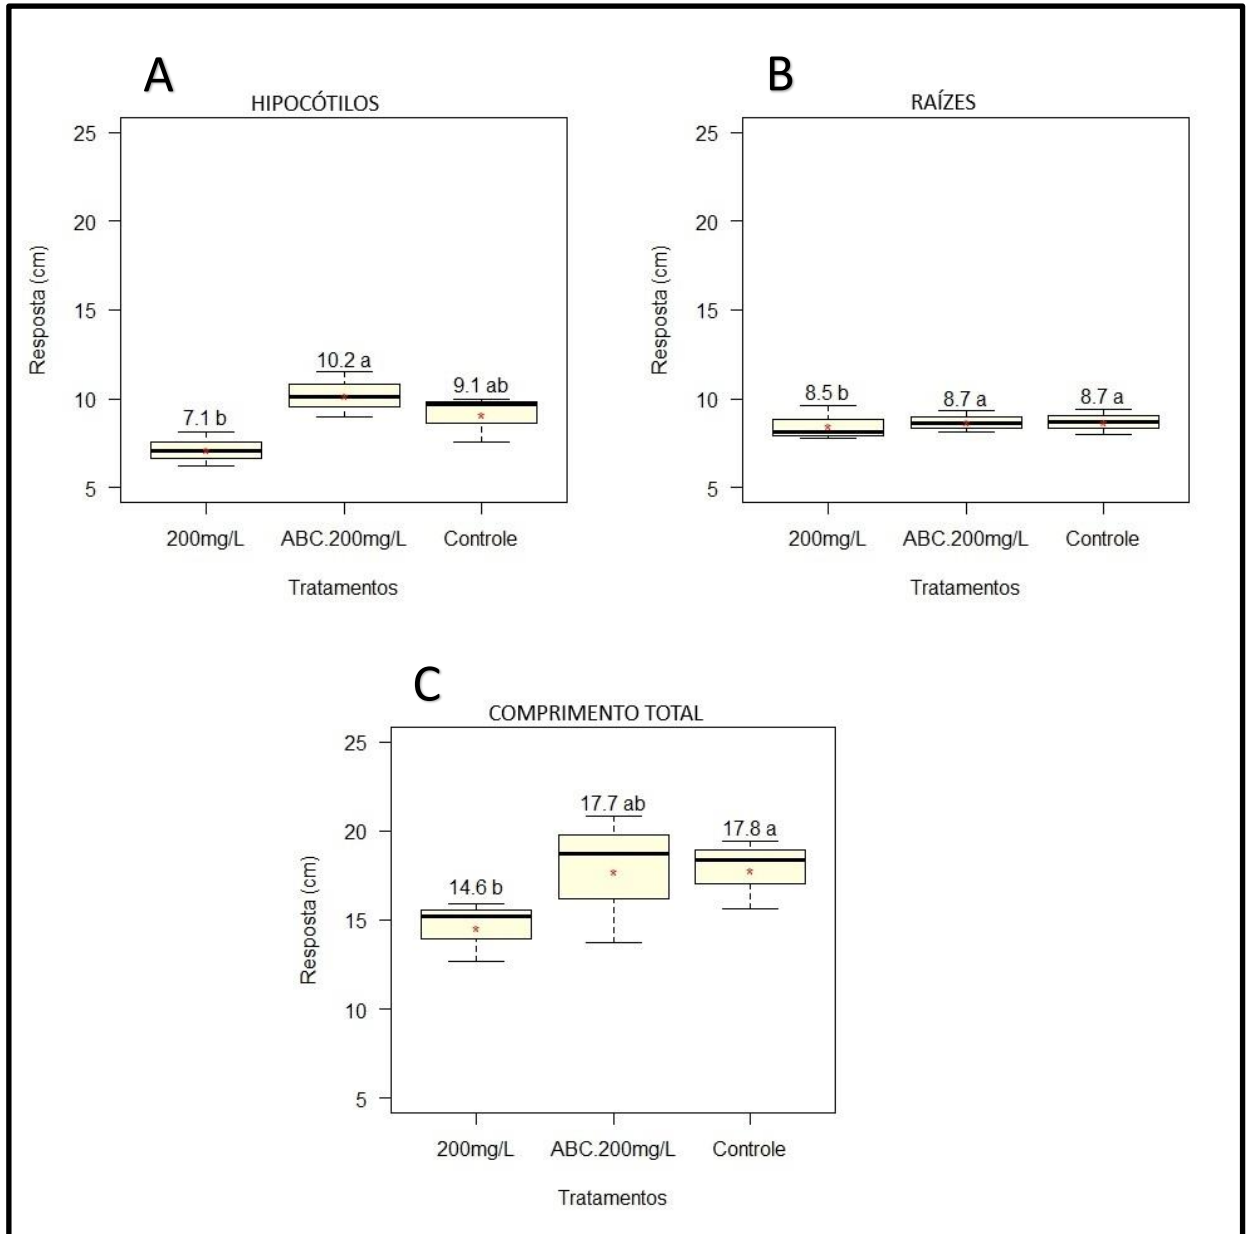 A
HIPOCÓTILOS
25
20
15
10
5
Resposta (cm)
7.1 b
10.2 a
9.1 ab
200mg/L
ABC.200mg/L
Controle
Tratamentos
B
RAÍZES
25
20
15
10
5
Resposta (cm)
8.5 b
8.7 a
8.7 a
200mg/L
ABC.200mg/L
Controle
Tratamentos
C
COMPRIMENTO TOTAL
25
20
15
10
5
Resposta (cm)
14.6 b
17.7 ab
17.8 a
200mg/L
ABC.200mg/L
Controle
Tratamentos